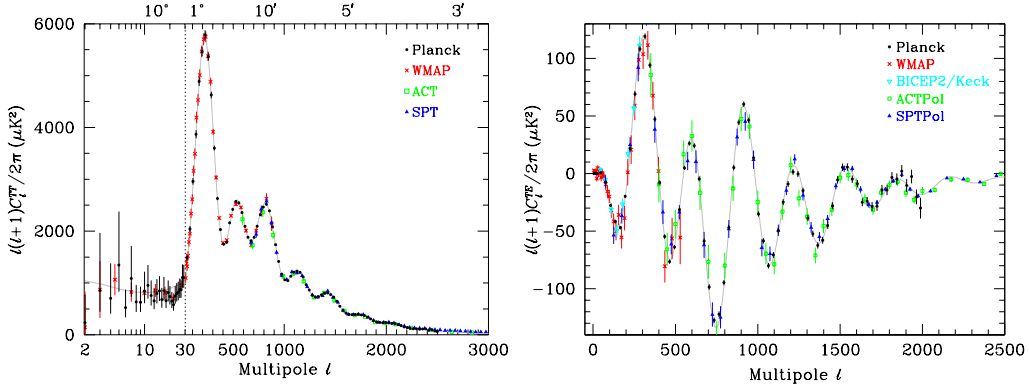 10° 1° 10′ 5′ 3′
6000
4000
2000
0
l(l+1)C_l^TT/2π (μK²)
Planck
WMAP
ACT
SPT
2 10 30 500 1000 2000 3000
Multipole l
100
50
0
−50
−100
l(l+1)C_l^TE/2π (μK²)
Planck
WMAP
BICEP2/Keck
ACTPol
SPTPol
0 500 1000 1500 2000 2500
Multipole l